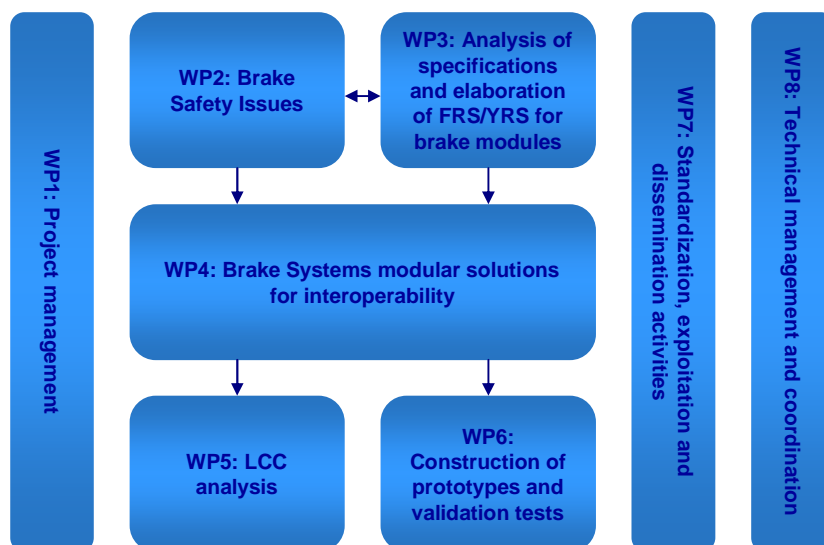 WP1: Project management
WP2: Brake
Safety Issues
WP3: Analysis of
specifications
and elaboration
of FRS/YRS for
brake modules
WP4: Brake Systems modular solutions
for interoperability
WP5: LCC
analysis
WP6:
Construction of
prototypes and
validation tests
WP7: Standardization, exploitation and
dissemination activities
WP8: Technical management and coordination